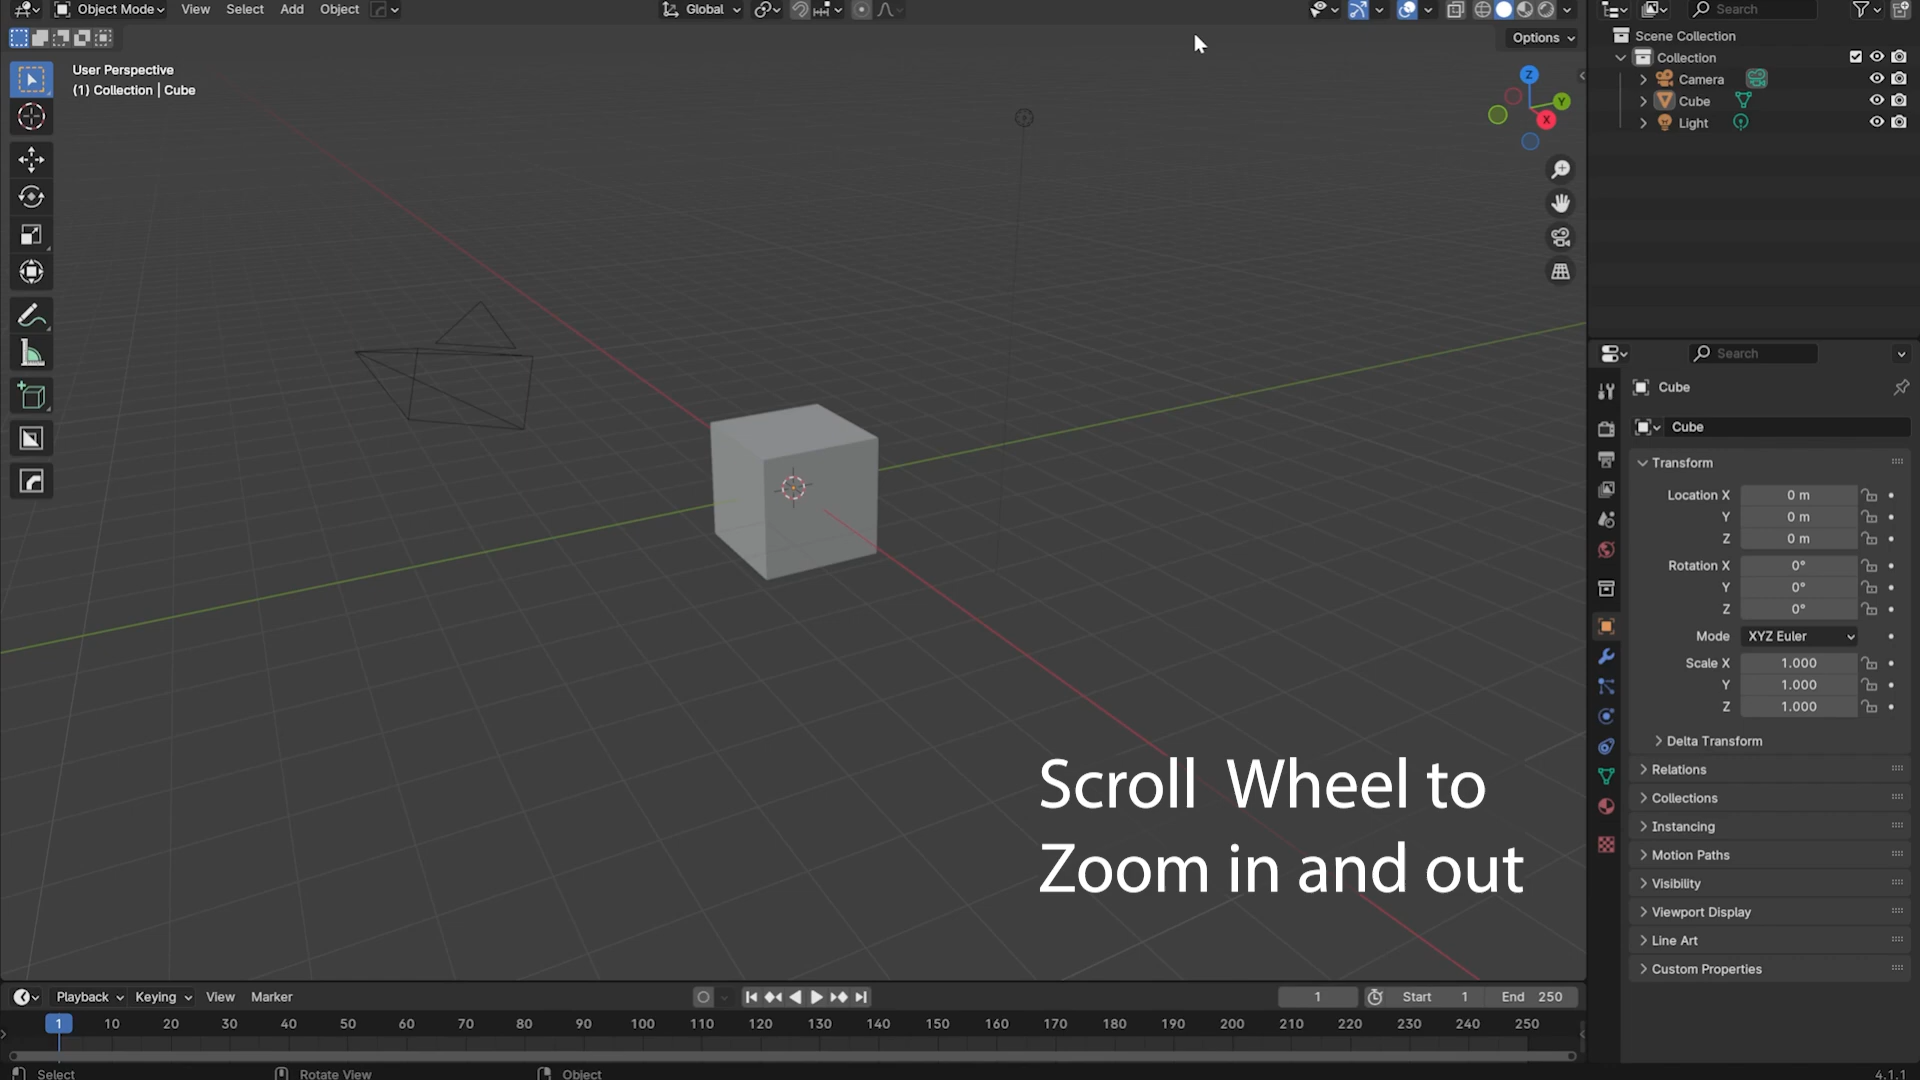 Object Mode View Select Add Object Global Search
Options
User Perspective
(1) Collection | Cube
Z
Y
X
Scene Collection
Collection
Camera
Cube
Light
Search
Cube
Cube
Transform
Location X 0 m
Y 0 m
Z 0 m
Rotation X 0°
Y 0°
Z 0°
Mode XYZ Euler
Scale X 1.000
Y 1.000
Z 1.000
Delta Transform
Relations
Collections
Instancing
Motion Paths
Visibility
Viewport Display
Line Art
Custom Properties
Scroll Wheel to
Zoom in and out
Playback Keying View Marker 1 Start 1 End 250
1 10 20 30 40 50 60 70 80 90 100 110 120 130 140 150 160 170 180 190 200 210 220 230 240 250
Select Rotate View Object 4.1.1